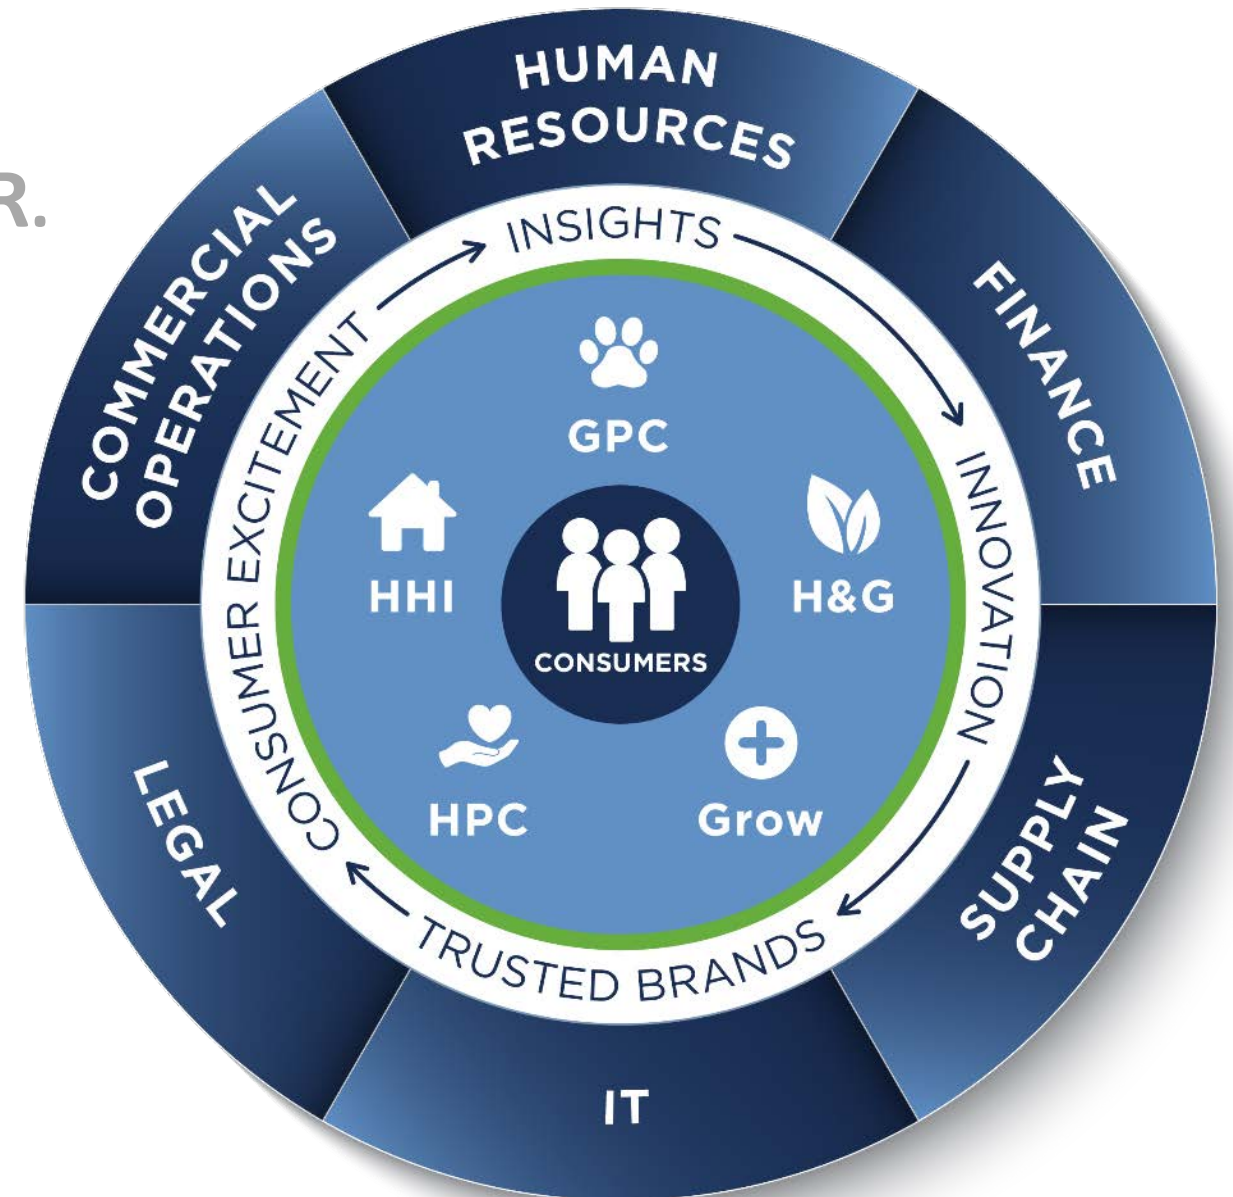 R.
HUMAN
RESOURCES
FINANCE
SUPPLY
CHAIN
IT
LEGAL
COMMERCIAL
OPERATIONS
INSIGHTS
INNOVATION
TRUSTED BRANDS
CONSUMER EXCITEMENT
GPC
H&G
Grow
HPC
HHI
CONSUMERS